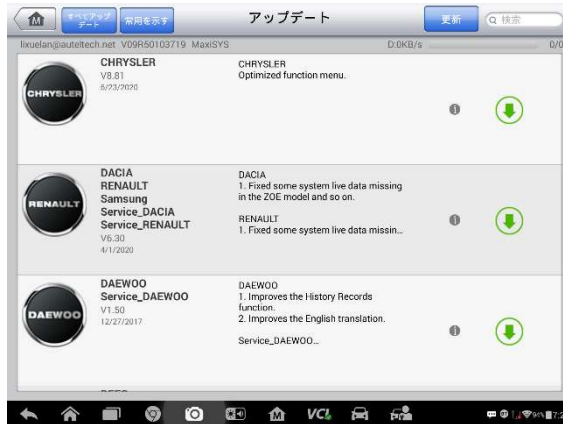 すべてアップデート
常用を示す
アップデート
更新
検索
lixuelan@auteltech.net V09R50103719 MaxiSYS
D:0KB/s
0/0
CHRYSLER
CHRYSLER
V8.81
6/23/2020
CHRYSLER
Optimized function menu.
RENAULT
DACIA
RENAULT
Samsung
Service_DACIA
Service_RENAULT
V6.30
4/1/2020
DACIA
1. Fixed some system live data missing
in the ZOE model and so on.
RENAULT
1. Fixed some system live data missin...
DAEWOO
DAEWOO
Service_DAEWOO
V1.50
12/27/2017
DAEWOO
1. Improves the History Records
function.
2. Improves the English translation.
Service_DAEWOO...
VCI
94%